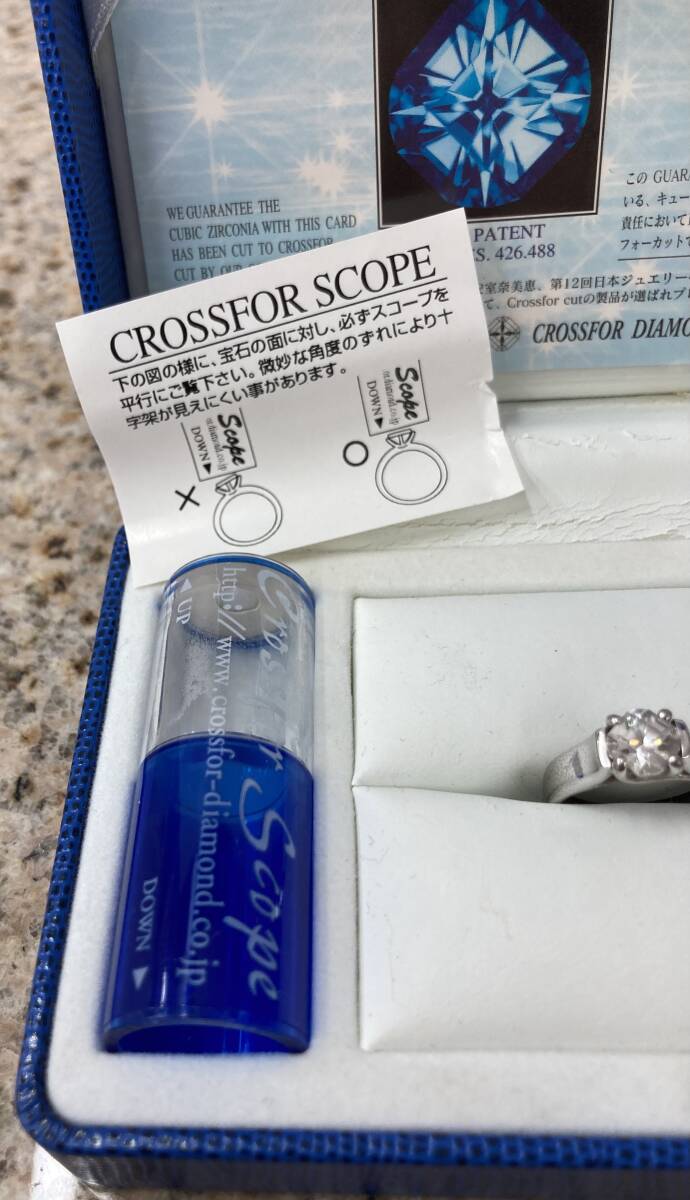 WE GUARANTEE THE
CUBIC ZIRCONIA WITH THIS CARD
HAS BEEN CUT TO CROSSFOR
CUT BY OUR
PATENT
426.488
この GUAR
いる、キュー
責任において
フォーカットで
室奈美恵、第12回日本ジュエリー
て、Crossfor cutの製品が選ばれ
CROSSFOR DIAMO
CROSSFOR SCOPE
下の図の様に、宝石の面に対し、必ずスコープを
平行にご覧下さい。微妙な角度のずれにより十
字架が見えにくい事があります。
Scope
DOWN▶
×
Scope
DOWN▶
○
◀UP
Crossfor Scope
http://www.crossfor-diamond.co.jp
DOWN ▶